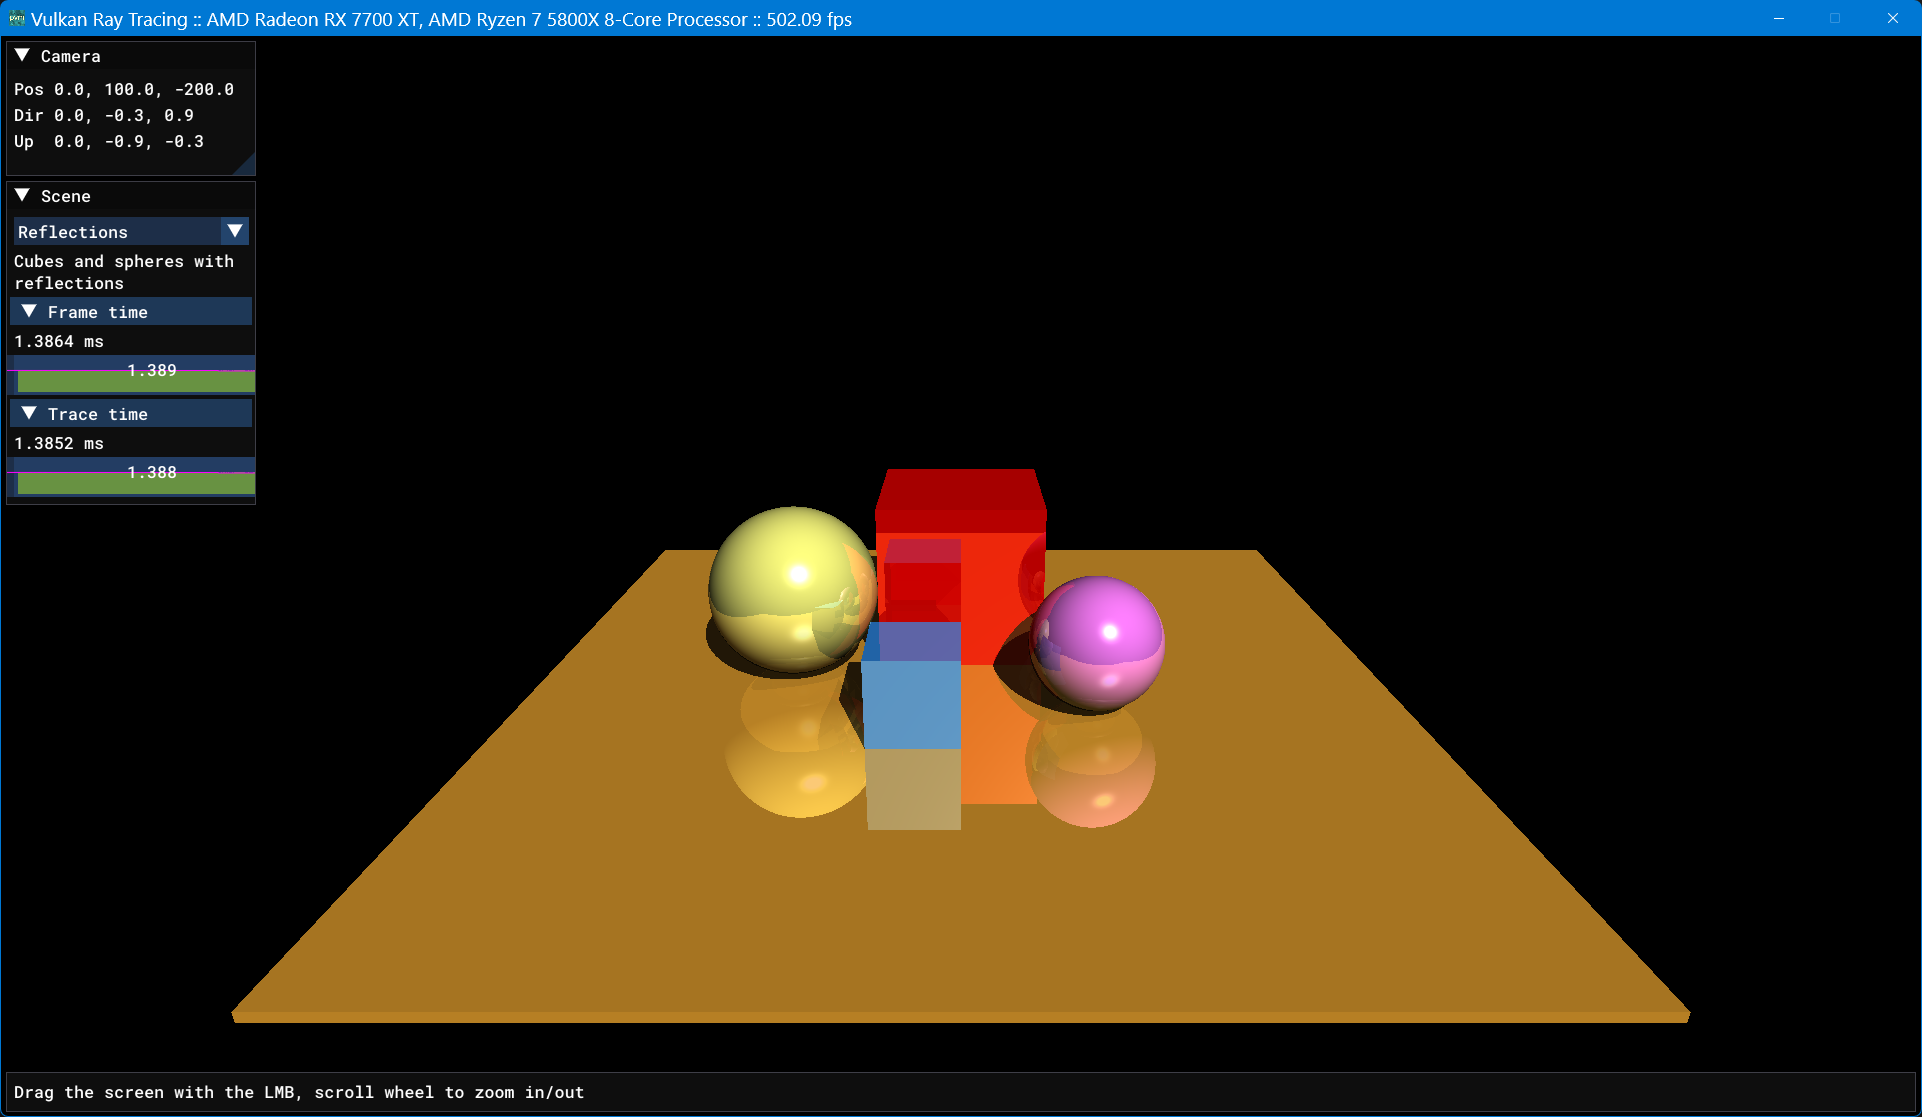 Vulkan Ray Tracing :: AMD Radeon RX 7700 XT, AMD Ryzen 7 5800X 8-Core Processor :: 502.09 fps
Camera
Pos 0.0, 100.0, -200.0
Dir 0.0, -0.3, 0.9
Up 0.0, -0.9, -0.3
Scene
Reflections
Cubes and spheres with
reflections
Frame time
1.3864 ms
1.389
Trace time
1.3852 ms
1.388
Drag the screen with the LMB, scroll wheel to zoom in/out